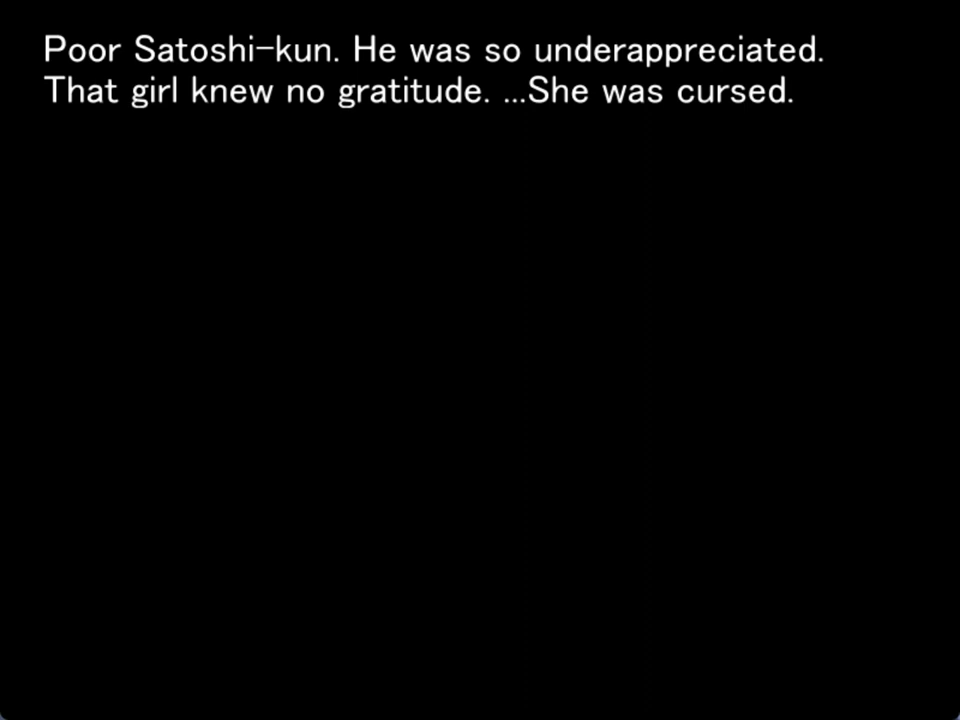 Poor Satoshi-kun. He was so underappreciated.
That girl knew no gratitude. ...She was cursed.